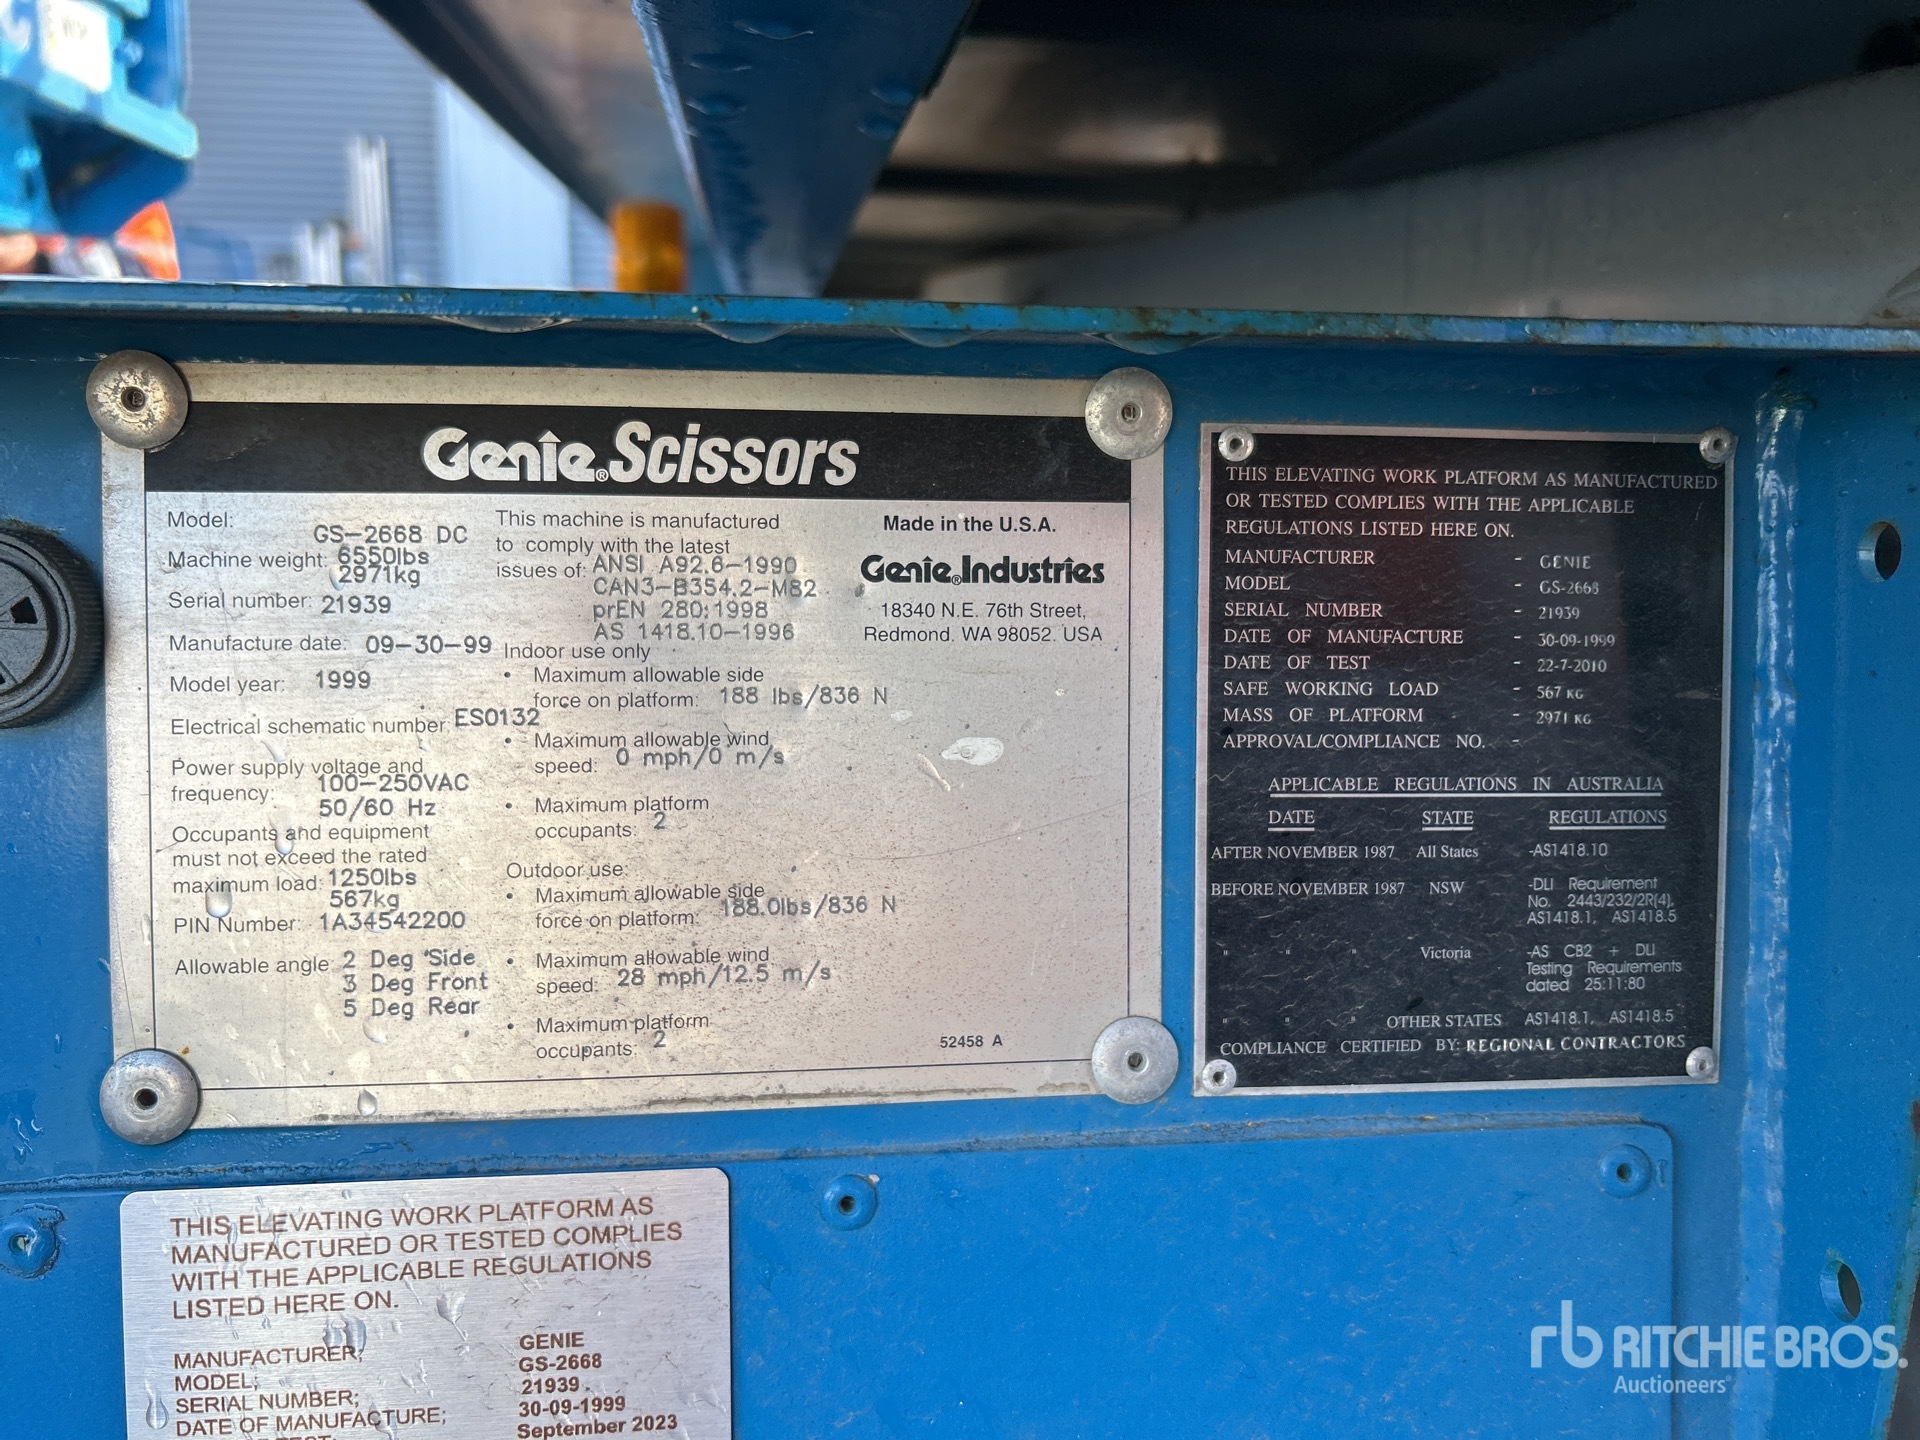 Genie® Scissors
Model: GS-2668 DC
Machine weight: 6550lbs
2971kg
Serial number: 21939
Manufacture date: 09-30-99
Model year: 1999
Electrical schematic number: ES0132
Power supply voltage and
frequency: 100-250VAC
50/60 Hz
Occupants and equipment
must not exceed the rated
maximum load: 1250lbs
567kg
PIN Number: 1A34542200
Allowable angle: 2 Deg Side
3 Deg Front
5 Deg Rear
This machine is manufactured
to comply with the latest
issues of: ANSI A92.6-1990
CAN3-B354.2-M82
prEN 280:1998
AS 1418.10-1996
Indoor use only
• Maximum allowable side
force on platform: 188 lbs/836 N
• Maximum allowable wind
speed: 0 mph/0 m/s
• Maximum platform
occupants: 2
Outdoor use:
• Maximum allowable side
force on platform: 188.0lbs/836 N
• Maximum allowable wind
speed: 28 mph/12.5 m/s
• Maximum platform
occupants: 2
Made in the U.S.A.
Genie® Industries
18340 N.E. 76th Street,
Redmond. WA 98052. USA
52458 A
THIS ELEVATING WORK PLATFORM AS MANUFACTURED
OR TESTED COMPLIES WITH THE APPLICABLE
REGULATIONS LISTED HERE ON.
MANUFACTURER - GENIE
MODEL - GS-2668
SERIAL NUMBER - 21939
DATE OF MANUFACTURE - 30-09-1999
DATE OF TEST - 22-7-2010
SAFE WORKING LOAD - 567 KG
MASS OF PLATFORM - 2971 KG
APPROVAL/COMPLIANCE NO. -
APPLICABLE REGULATIONS IN AUSTRALIA
DATE STATE REGULATIONS
AFTER NOVEMBER 1987 All States -AS1418.10
BEFORE NOVEMBER 1987 NSW -DLI Requirement
No. 2443/232/2R(4),
AS1418.1, AS1418.5
" " " Victoria -AS CB2 + DLI
Testing Requirements
dated 25:11:80
" " " OTHER STATES AS1418.1, AS1418.5
COMPLIANCE CERTIFIED BY: REGIONAL CONTRACTORS
THIS ELEVATING WORK PLATFORM AS
MANUFACTURED OR TESTED COMPLIES
WITH THE APPLICABLE REGULATIONS
LISTED HERE ON.
MANUFACTURER; GENIE
MODEL; GS-2668
SERIAL NUMBER; 21939
DATE OF MANUFACTURE; 30-09-1999
September 2023
rb RITCHIE BROS.
Auctioneers